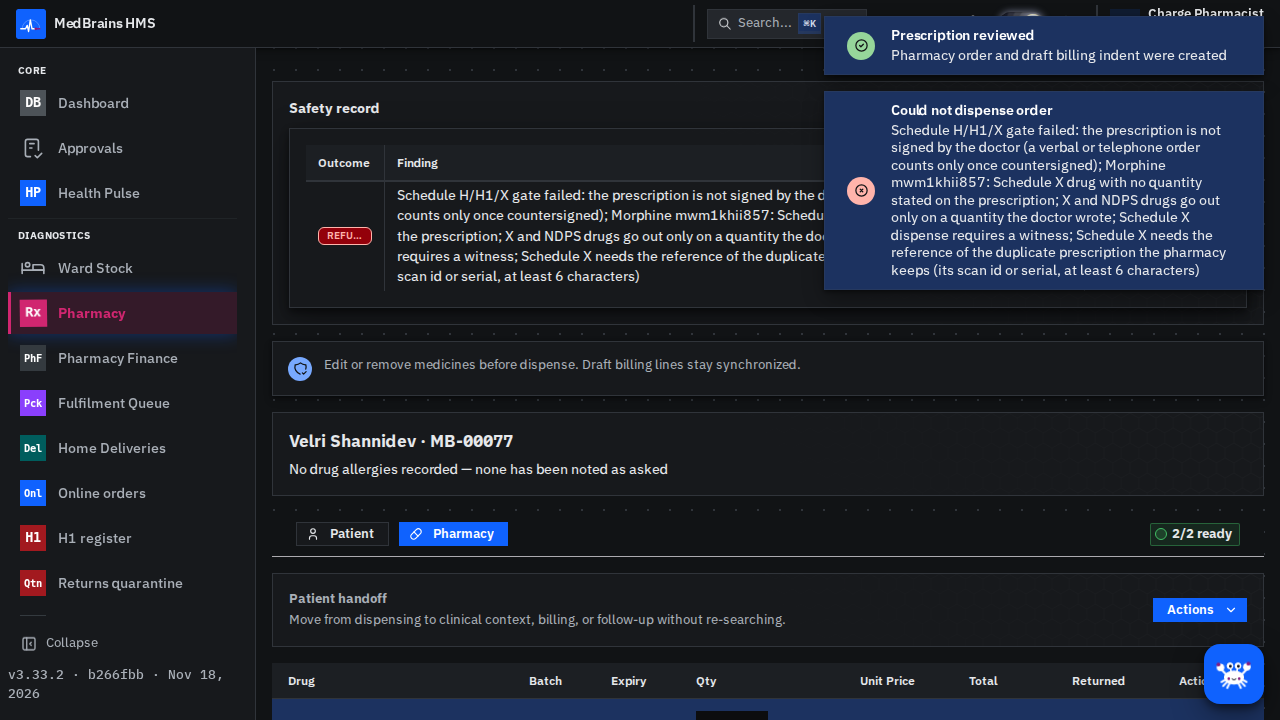 MedBrains HMS
Search... ⌘K
Charge Pharmacist
CORE
DB Dashboard
Approvals
HP Health Pulse
DIAGNOSTICS
Ward Stock
Rx Pharmacy
PhF Pharmacy Finance
Pck Fulfilment Queue
Del Home Deliveries
Onl Online orders
H1 H1 register
Qtn Returns quarantine
Collapse
v3.33.2 · b266fbb · Nov 18,
2026
Prescription reviewed
Pharmacy order and draft billing indent were created
Could not dispense order
Schedule H/H1/X gate failed: the prescription is not
signed by the doctor (a verbal or telephone order
counts only once countersigned); Morphine
mwm1khii857: Schedule X drug with no quantity
stated on the prescription; X and NDPS drugs go out
only on a quantity the doctor wrote; Schedule X
dispense requires a witness; Schedule X needs the
reference of the duplicate prescription the pharmacy
keeps (its scan id or serial, at least 6 characters)
Safety record
Outcome Finding
REFU...
Schedule H/H1/X gate failed: the prescription is not signed by the d
counts only once countersigned); Morphine mwm1khii857: Schedu
the prescription; X and NDPS drugs go out only on a quantity the do
requires a witness; Schedule X needs the reference of the duplicate
scan id or serial, at least 6 characters)
Edit or remove medicines before dispense. Draft billing lines stay synchronized.
Velri Shannidev · MB-00077
No drug allergies recorded — none has been noted as asked
Patient Pharmacy 2/2 ready
Patient handoff
Move from dispensing to clinical context, billing, or follow-up without re-searching.
Actions
Drug Batch Expiry Qty Unit Price Total Returned